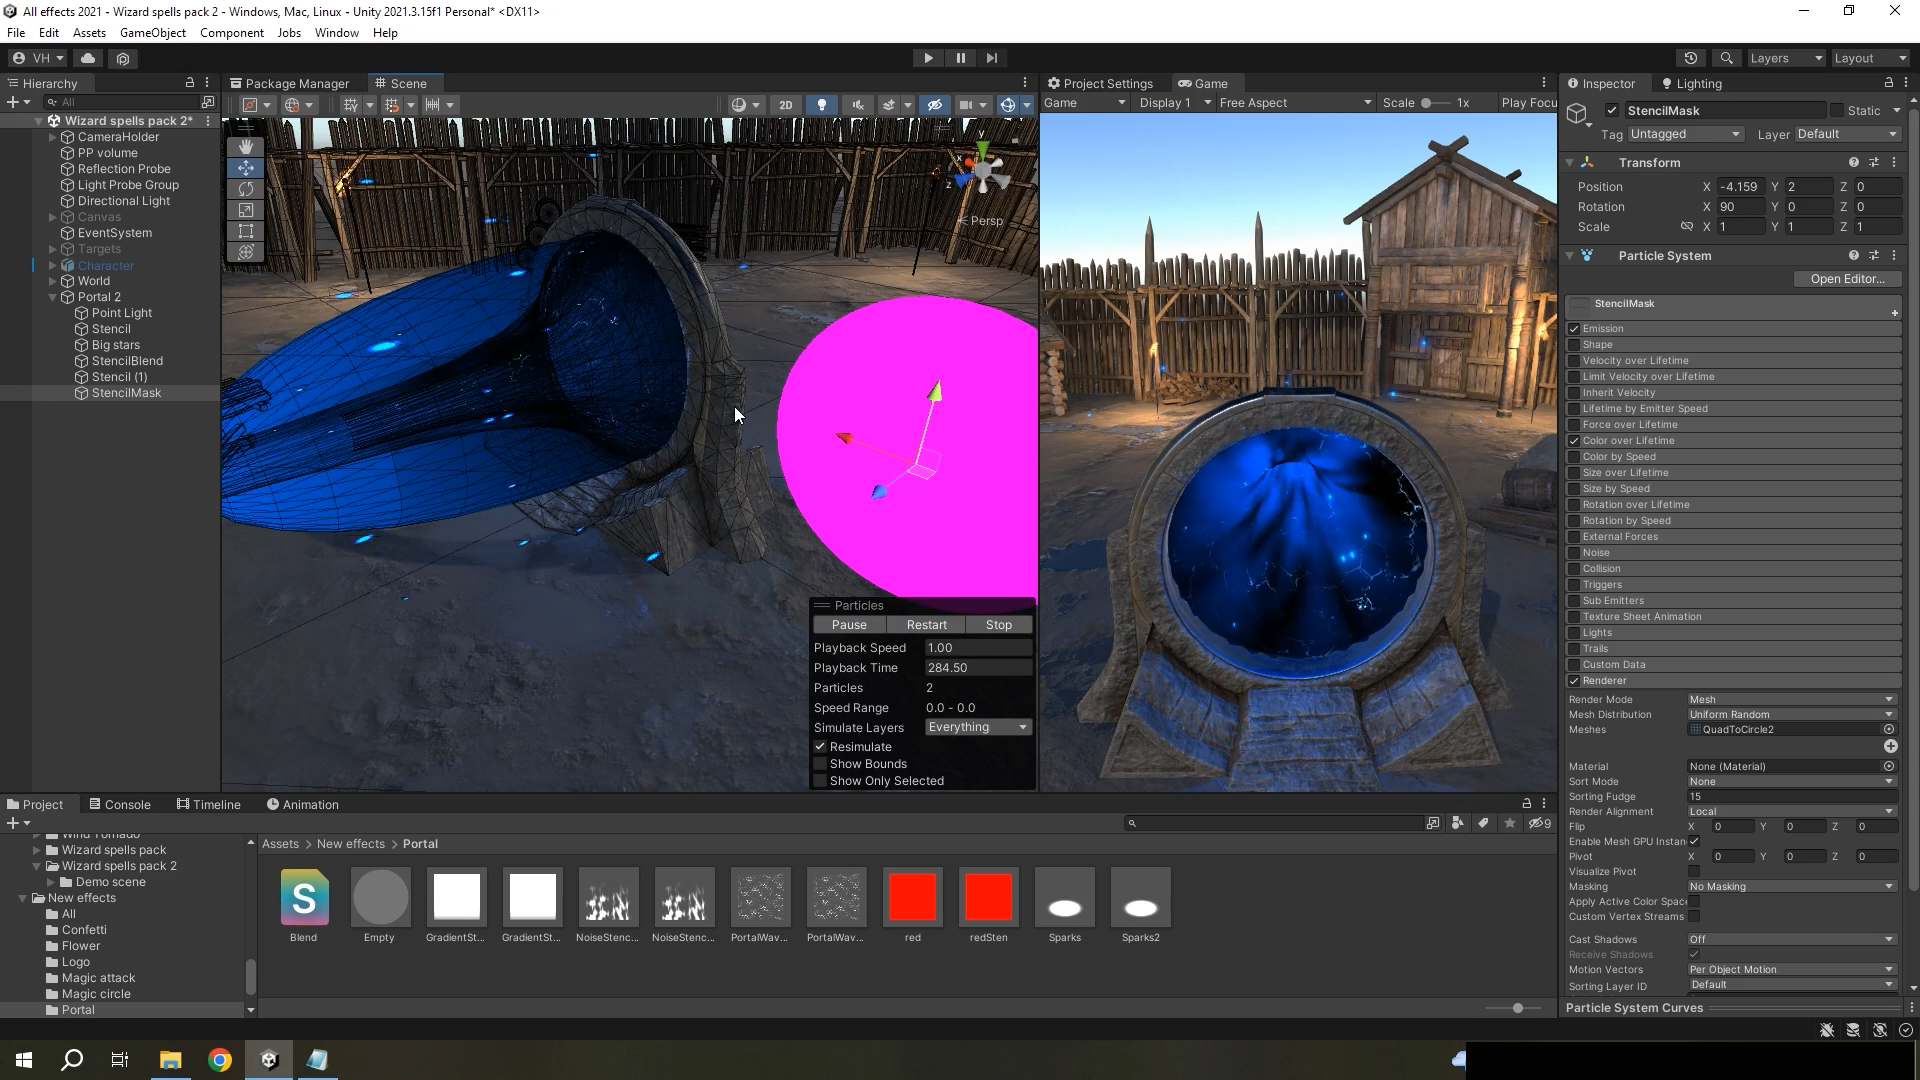 All effects 2021 - Wizard spells pack 2 - Windows, Mac, Linux - Unity 2021.3.15f1 Personal* <DX11>
File Edit Assets GameObject Component Jobs Window Help
VH Layers Layout
Hierarchy
All
Wizard spells pack 2*
CameraHolder
PP volume
Reflection Probe
Light Probe Group
Directional Light
Canvas
EventSystem
Targets
Character
World
Portal 2
Point Light
Stencil
Big stars
StencilBlend
Stencil (1)
StencilMask
Package Manager Scene
2D
y
x
z
Persp
Particles
Pause Restart Stop
Playback Speed 1.00
Playback Time 284.50
Particles 2
Speed Range 0.0 - 0.0
Simulate Layers Everything
Resimulate
Show Bounds
Show Only Selected
Project Settings Game
Game Display 1 Free Aspect Scale 1x Play Focu
Inspector Lighting
StencilMask Static
Tag Untagged Layer Default
Transform
Position X -4.159 Y 2 Z 0
Rotation X 90 Y 0 Z 0
Scale X 1 Y 1 Z 1
Particle System
Open Editor...
StencilMask
Emission
Shape
Velocity over Lifetime
Limit Velocity over Lifetime
Inherit Velocity
Lifetime by Emitter Speed
Force over Lifetime
Color over Lifetime
Color by Speed
Size over Lifetime
Size by Speed
Rotation over Lifetime
Rotation by Speed
External Forces
Noise
Collision
Triggers
Sub Emitters
Texture Sheet Animation
Lights
Trails
Custom Data
Renderer
Render Mode Mesh
Mesh Distribution Uniform Random
Meshes QuadToCircle2
Material None (Material)
Sort Mode None
Sorting Fudge 15
Render Alignment Local
Flip X 0 Y 0 Z 0
Enable Mesh GPU Instan
Pivot X 0 Y 0 Z 0
Visualize Pivot
Masking No Masking
Apply Active Color Spac
Custom Vertex Streams
Cast Shadows Off
Receive Shadows
Motion Vectors Per Object Motion
Sorting Layer ID Default
Particle System Curves
Project Console Timeline Animation
9
Wind Tornado
Wizard spells pack
Wizard spells pack 2
Demo scene
New effects
All
Confetti
Flower
Logo
Magic attack
Magic circle
Portal
Assets > New effects > Portal
S
Blend Empty GradientSt... GradientSt... NoiseStenc... NoiseStenc... PortalWav... PortalWav... red redSten Sparks Sparks2